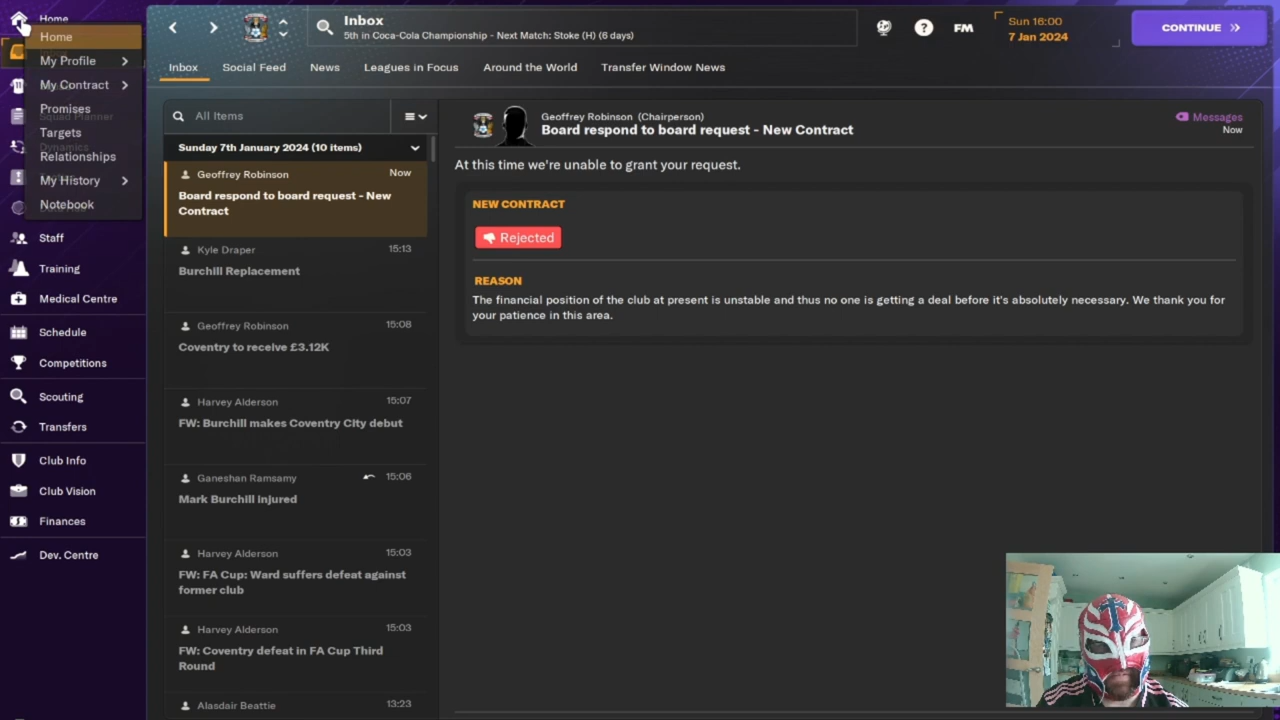 Home
Home
My Profile
My Contract
Promises
Targets
Relationships
My History
Notebook
Squad Planner
Dynamics
Staff
Training
Medical Centre
Schedule
Competitions
Scouting
Transfers
Club Info
Club Vision
Finances
Dev. Centre
Inbox
5th in Coca-Cola Championship - Next Match: Stoke (H) (6 days)
FM
Sun 16:00
7 Jan 2024
CONTINUE
Inbox
Social Feed
News
Leagues in Focus
Around the World
Transfer Window News
All Items
Sunday 7th January 2024 (10 items)
Geoffrey Robinson
Now
Board respond to board request - New
Contract
Kyle Draper
15:13
Burchill Replacement
Geoffrey Robinson
15:08
Coventry to receive £3.12K
Harvey Alderson
15:07
FW: Burchill makes Coventry City debut
Ganeshan Ramsamy
15:06
Mark Burchill injured
Harvey Alderson
15:03
FW: FA Cup: Ward suffers defeat against
former club
Harvey Alderson
15:03
FW: Coventry defeat in FA Cup Third
Round
Alasdair Beattie
13:23
Geoffrey Robinson (Chairperson)
Board respond to board request - New Contract
Messages
Now
At this time we're unable to grant your request.
NEW CONTRACT
Rejected
REASON
The financial position of the club at present is unstable and thus no one is getting a deal before it's absolutely necessary. We thank you for
your patience in this area.